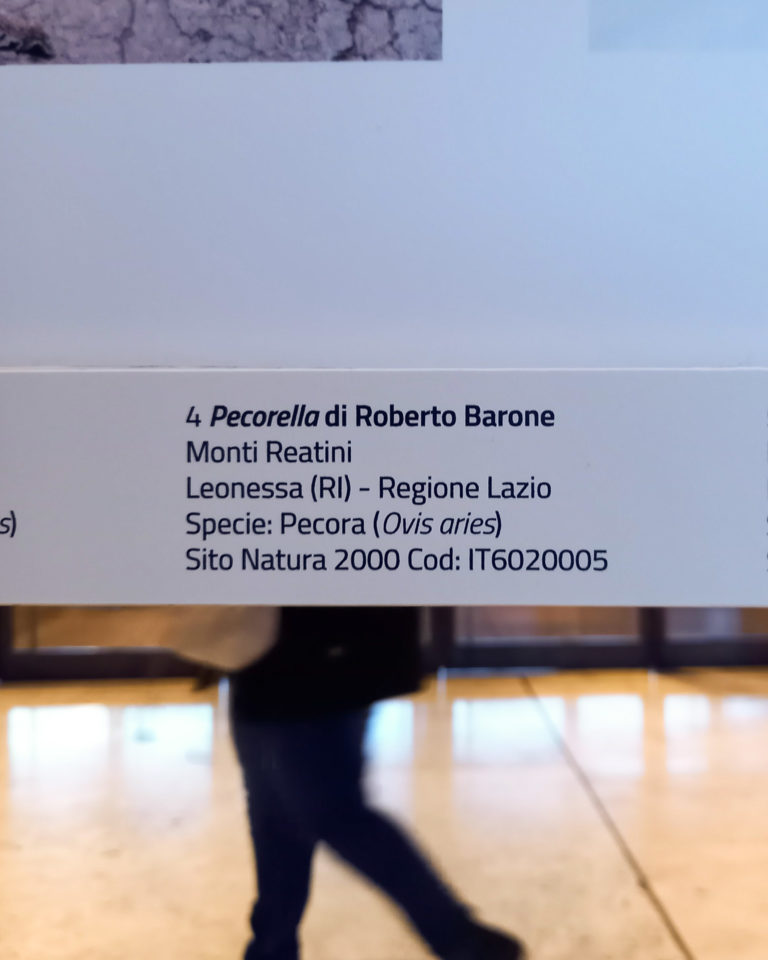 4 Pecorella di Roberto Barone
Monti Reatini
Leonessa (RI) - Regione Lazio
Specie: Pecora (Ovis aries)
Sito Natura 2000 Cod: IT6020005